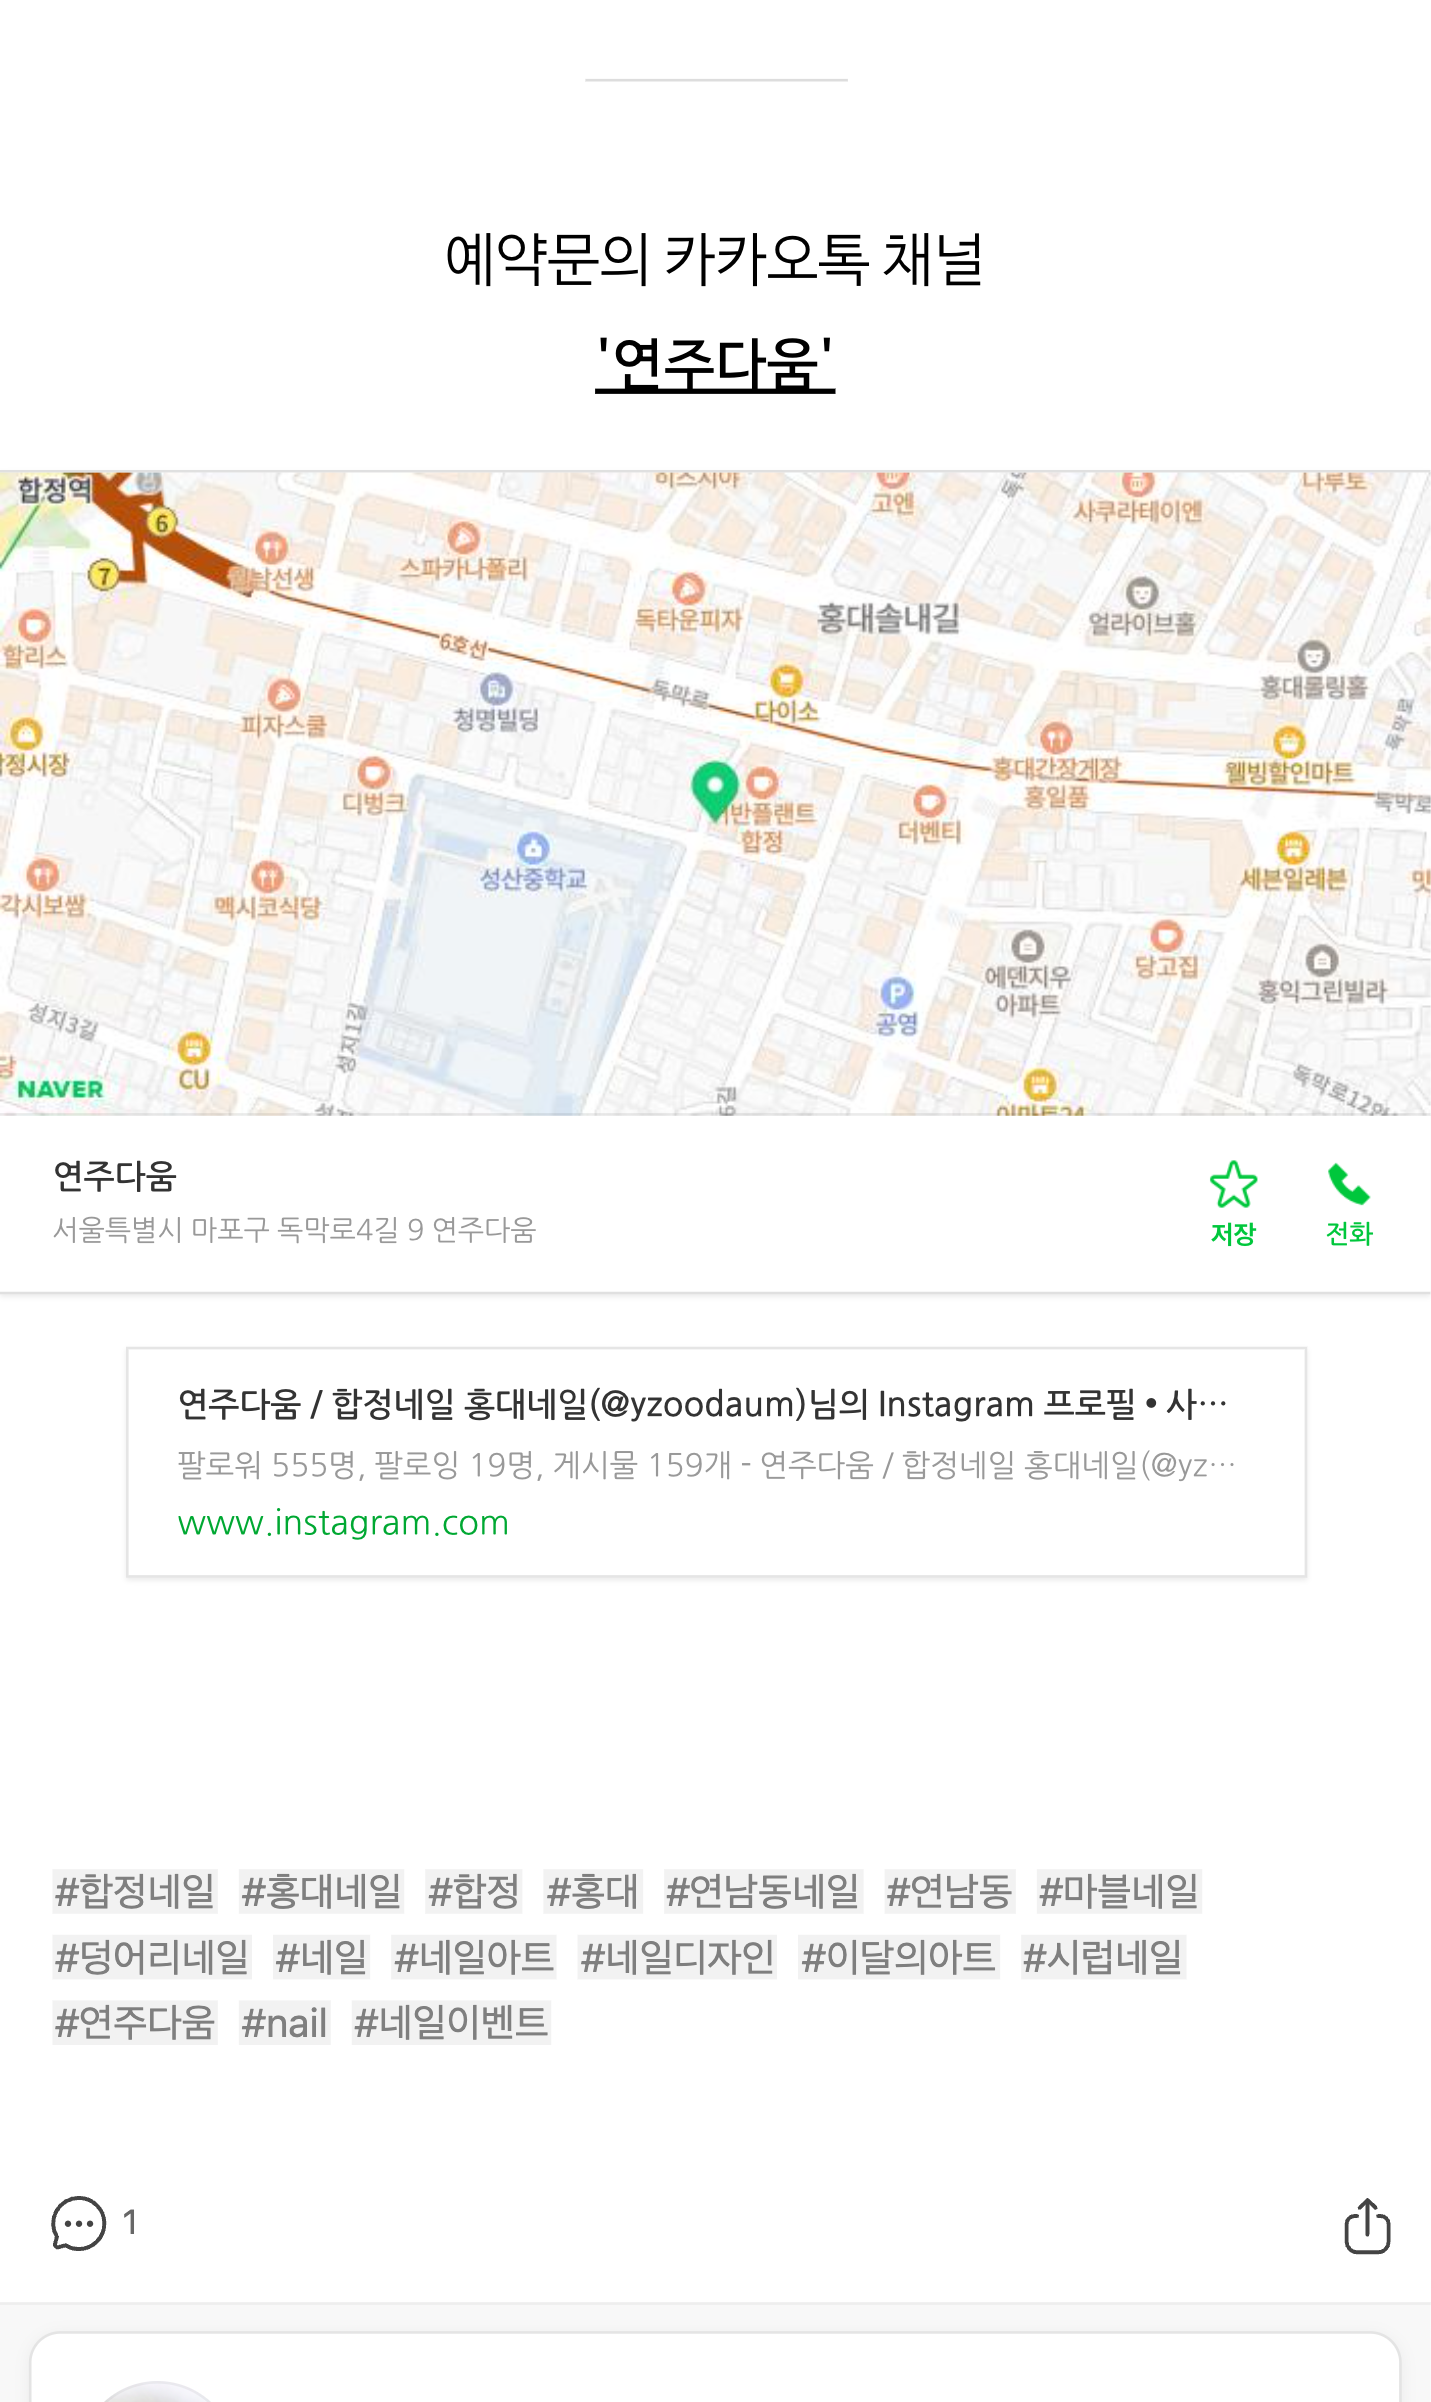 예약문의 카카오톡 채널
'연주다움'
합정역
6
7
스파카나폴리
고엔
사쿠라테이엔
나루토
독타운피자
홍대솔내길
얼라이브홀
홍대롤링홀
할리스
6호선
독막로
다이소
피자스쿨
청명빌딩
홍대간장게장
홍일품
웰빙할인마트
독막로
디벙크
반플랜트
합정
더벤티
독막로
성산중학교
세븐일레븐
각시보쌈
멕시코식당
에덴지우
아파트
당고집
홍익그린빌라
P
공영
성지3길
성지1길
CU
NAVER
이마트24
연주다움
서울특별시 마포구 독막로4길 9 연주다움
저장
전화
연주다움 / 합정네일 홍대네일(@yzoodaum)님의 Instagram 프로필 • 사…
팔로워 555명, 팔로잉 19명, 게시물 159개 - 연주다움 / 합정네일 홍대네일(@yz…
www.instagram.com
#합정네일 #홍대네일 #합정 #홍대 #연남동네일 #연남동 #마블네일
#덩어리네일 #네일 #네일아트 #네일디자인 #이달의아트 #시럽네일
#연주다움 #nail #네일이벤트
1